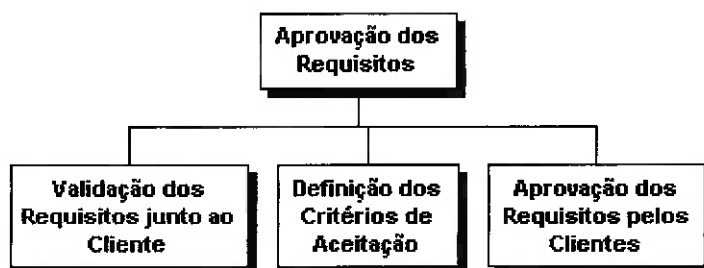 Aprovação dos
Requisitos
Validação dos
Requisitos junto ao
Cliente
Definição dos
Critérios de
Aceitação
Aprovação dos
Requisitos pelos
Clientes